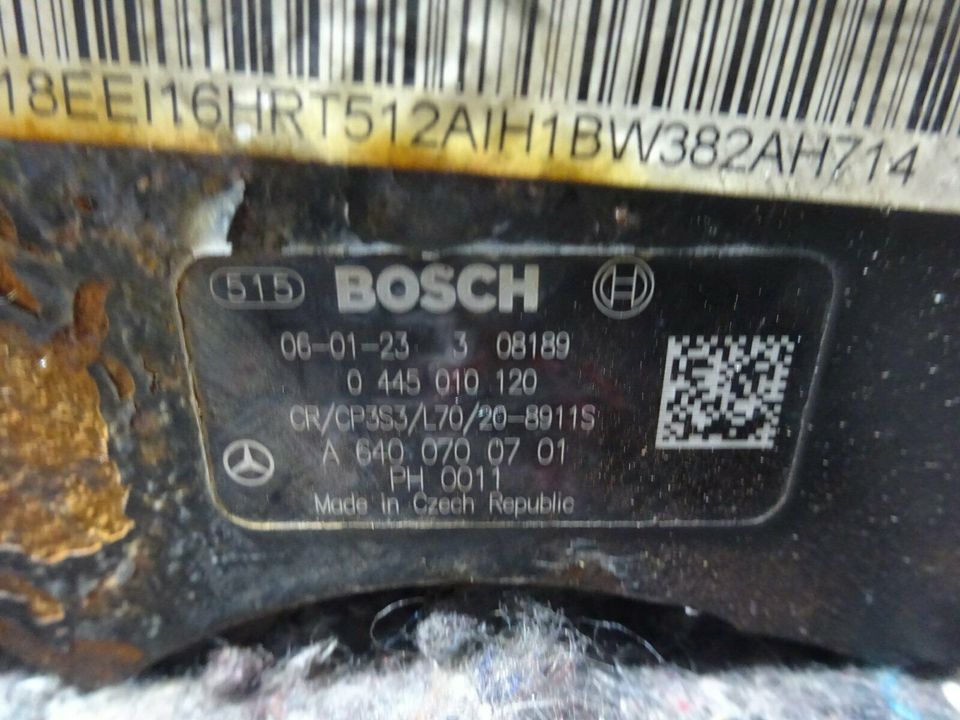 18EEI16HRT512AIH1BW382AH714
515 BOSCH
06-01-23 3 08189
0 445 010 120
CR/CP3S3/L70/20-8911S
A 640 070 07 01
PH 0011
Made in Czech Republic